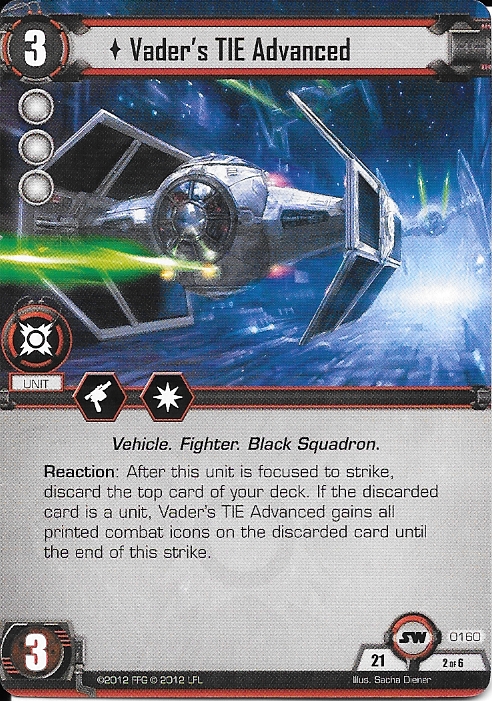 3
Vader's TIE Advanced
UNIT
Vehicle. Fighter. Black Squadron.
Reaction: After this unit is focused to strike,
discard the top card of your deck. If the discarded
card is a unit, Vader's TIE Advanced gains all
printed combat icons on the discarded card until
the end of this strike.
3
SW
0160
21
2 OF 6
©2012 FFG © 2012 LFL
Illus. Sacha Diener